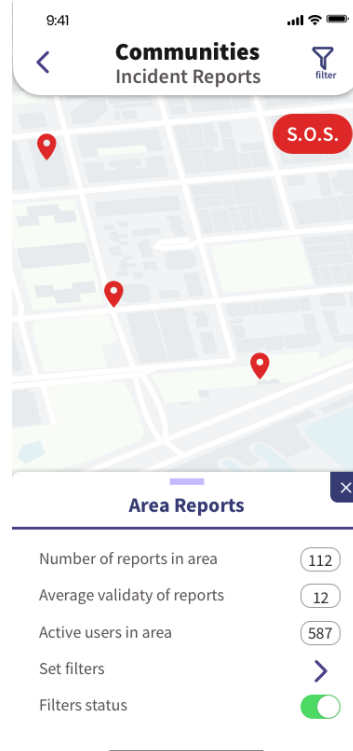 9:41
Communities
Incident Reports
filter
S.O.S.
Area Reports
Number of reports in area 112
Average validaty of reports 12
Active users in area 587
Set filters
Filters status